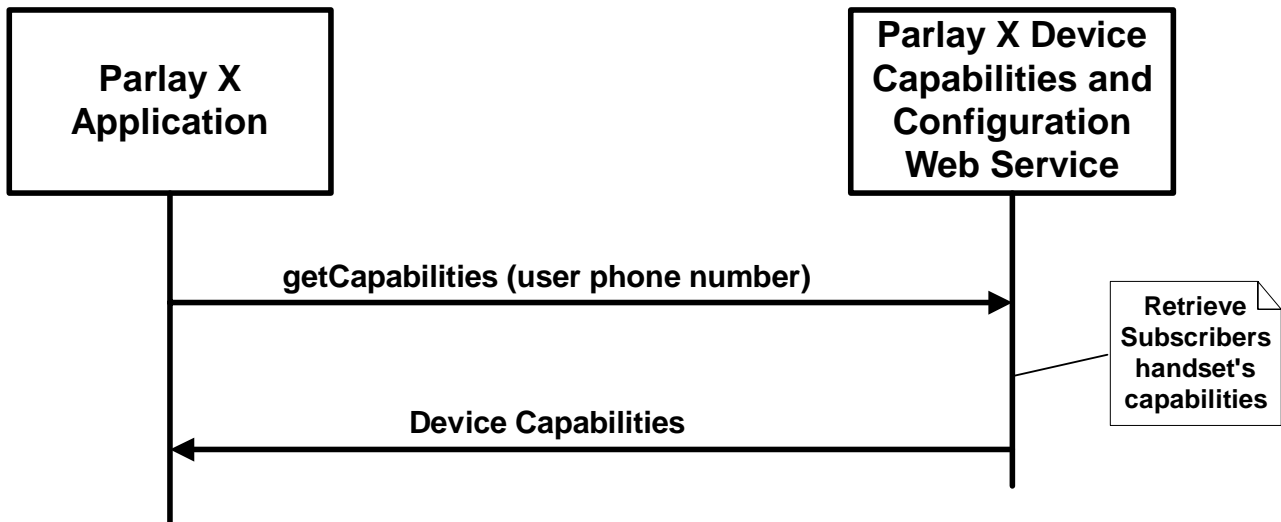 Parlay X
Application
Parlay X Device
Capabilities and
Configuration
Web Service
getCapabilities (user phone number)
Retrieve
Subscribers
handset's
capabilities
Device Capabilities